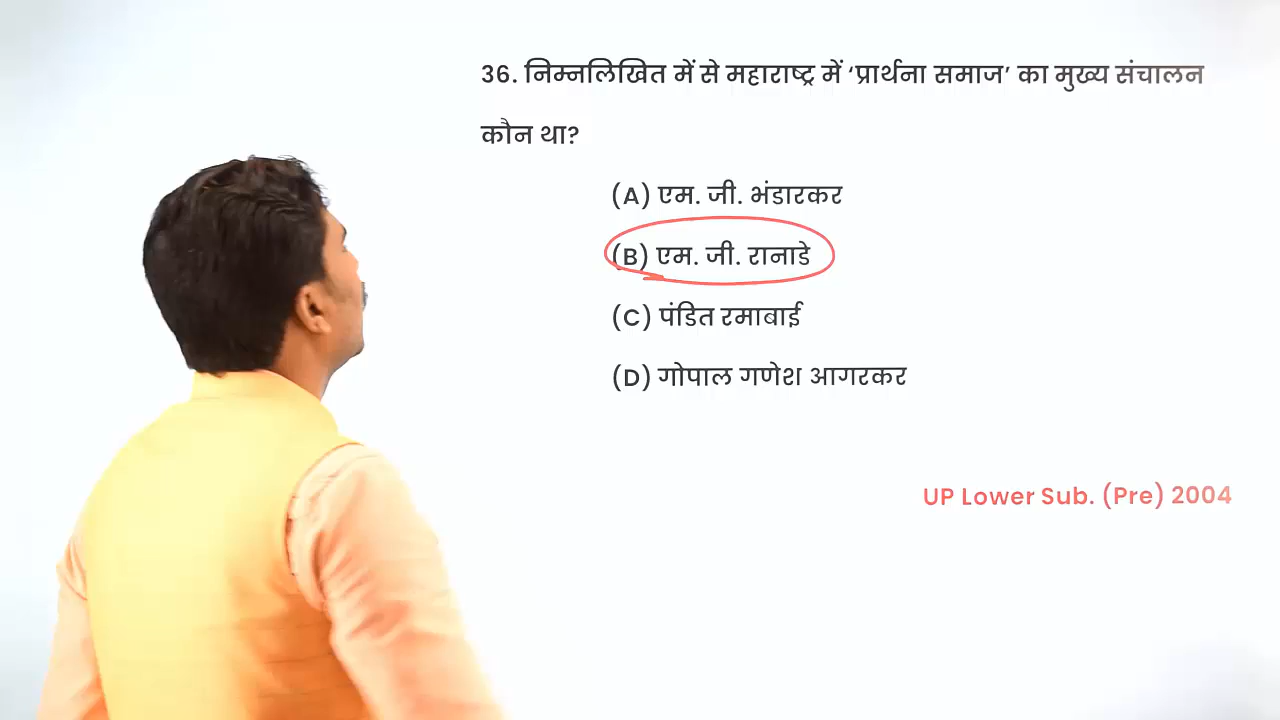 36. निम्नलिखित में से महाराष्ट्र में ‘प्रार्थना समाज’ का मुख्य संचालन
कौन था?
(A) एम. जी. भंडारकर
(B) एम. जी. रानाडे
(C) पंडित रमाबाई
(D) गोपाल गणेश आगरकर
UP Lower Sub. (Pre) 2004